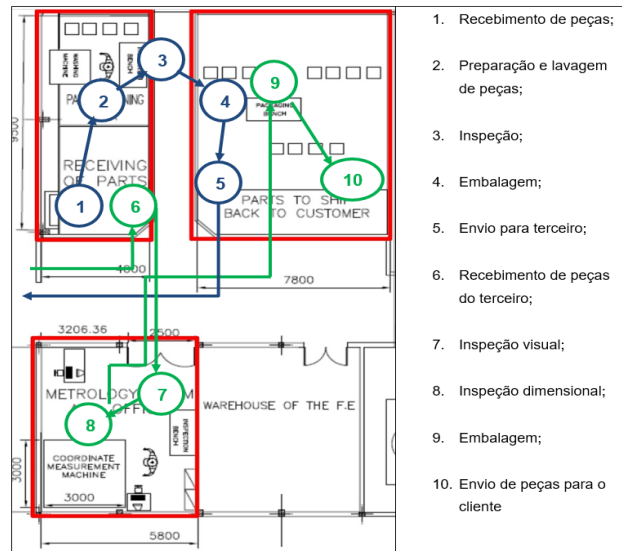 WASHING
MACHINE
BENCH
3
2
4
9
PACKAGING
BENCH
9500
RECEIVING
OF PARTS
5
10
1
6
PARTS TO SHIP
BACK TO CUSTOMER
4000
7800
3206.36
2500
METROLOGY
7
WAREHOUSE OF THE F.E
8
INSPECTION
BENCH
COORDINATE
MEASUREMENT
MACHINE
3000
3000
5800
1. Recebimento de peças;
2. Preparação e lavagem
de peças;
3. Inspeção;
4. Embalagem;
5. Envio para terceiro;
6. Recebimento de peças
do terceiro;
7. Inspeção visual;
8. Inspeção dimensional;
9. Embalagem;
10. Envio de peças para o
cliente